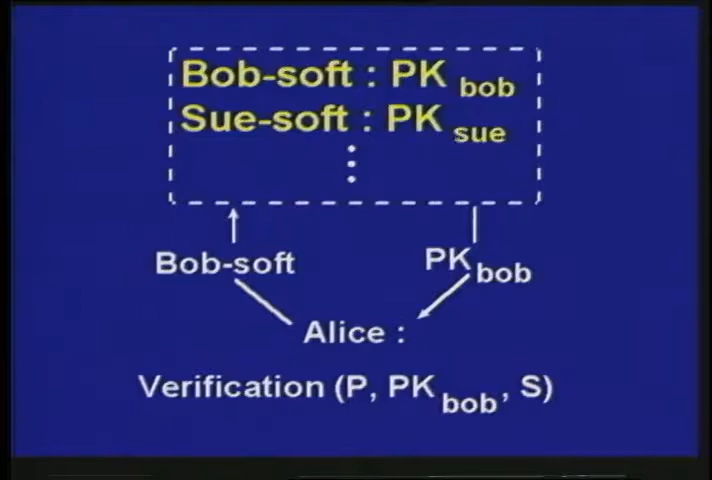 Bob-soft : PK bob
Sue-soft : PK sue
Bob-soft PK bob
Alice :
Verification (P, PK bob, S)